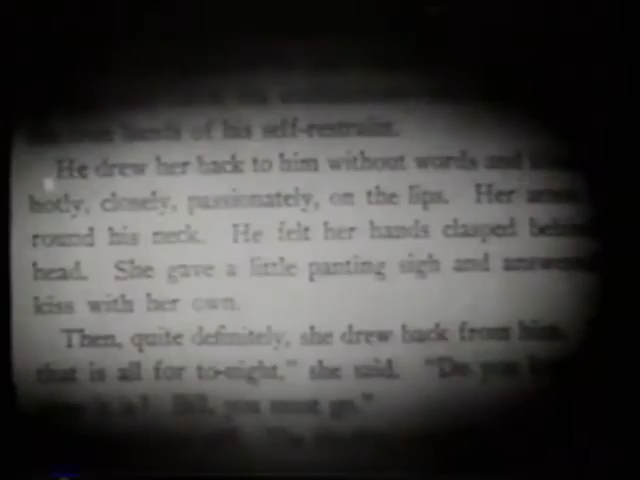 of his self-restraint.
He drew her back to him without words and
hotly, closely, passionately, on the lips. Her arms
round his neck. He felt her hands clasped behind
head. She gave a little panting sigh and answered
kiss with her own.
Then, quite definitely, she drew back from him.
that is all for to-night," she said. "Do you
you must go."